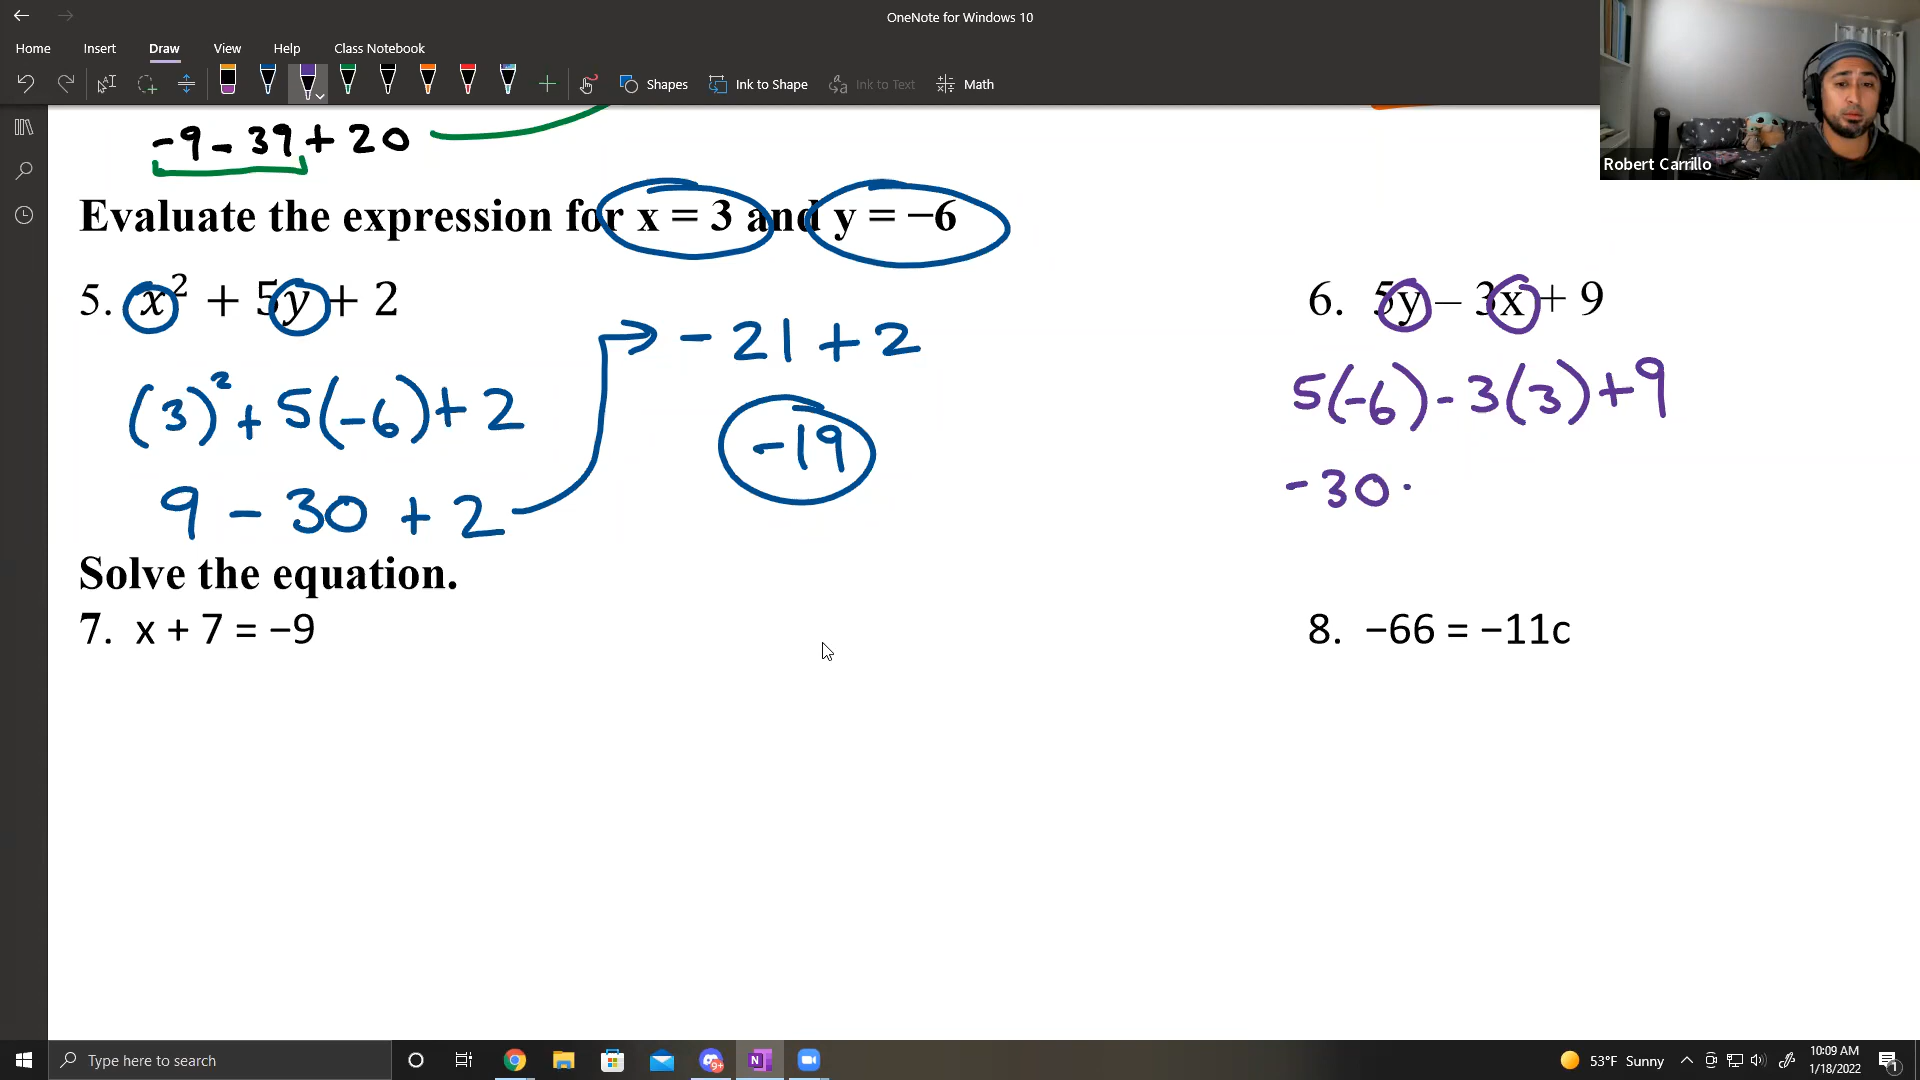 OneNote for Windows 10
Home Insert Draw View Help Class Notebook
Shapes Ink to Shape Ink to Text Math
Robert Carrillo
-9 - 39 + 20
Evaluate the expression for x = 3 and y = −6
5. x² + 5y + 2
6. 5y − 3x + 9
(3)² + 5(-6) + 2
-21 + 2
5(-6) - 3(3) + 9
9 - 30 + 2
-19
-30 ·
Solve the equation.
7. x + 7 = −9
8. −66 = −11c
Type here to search
9+
N
53°F Sunny
10:09 AM
1/18/2022
1